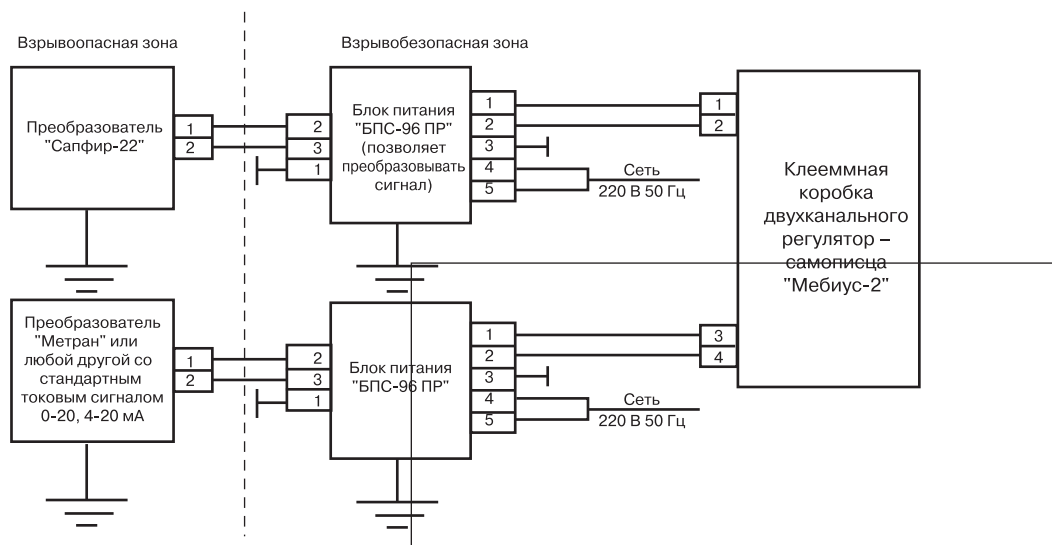 Взрывоопасная зона
Взрывобезопасная зона
Преобразователь
"Сапфир-22"
1
2
2
3
1
Блок питания
"БПС-96 ПР"
(позволяет
преобразовывать
сигнал)
1
2
3
4
5
Сеть
220 В 50 Гц
1
2
Клееммная
коробка
двухканального
регулятор –
самописца
"Мебиус-2"
Преобразователь
"Метран" или
любой другой со
стандартным
токовым сигналом
0-20, 4-20 мА
1
2
2
3
1
Блок питания
"БПС-96 ПР"
1
2
3
4
5
Сеть
220 В 50 Гц
3
4